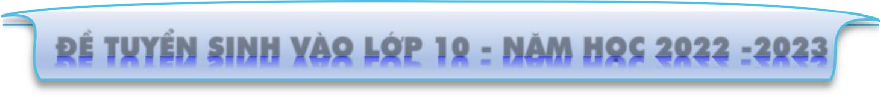 ĐỀ TUYỂN SINH VÀO LỚP 10 - NĂM HỌC 2022 -2023